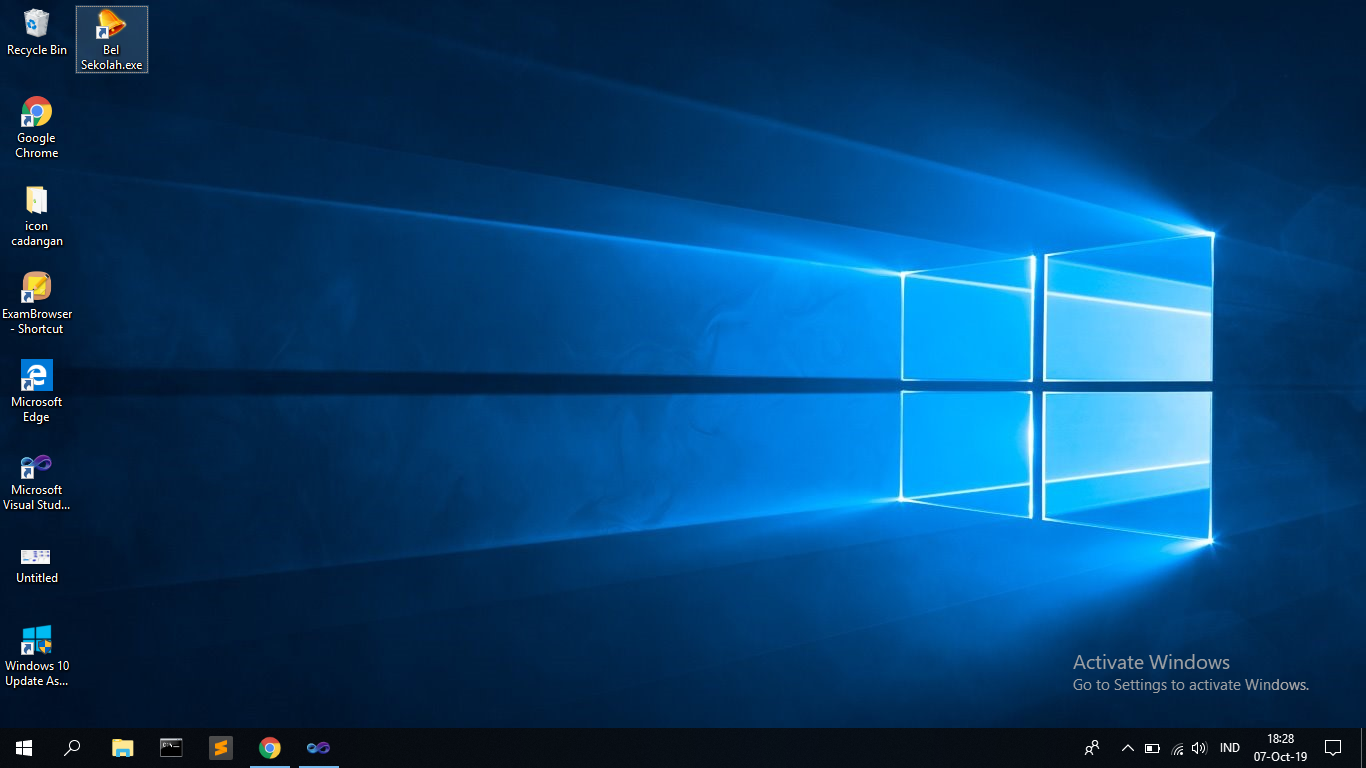 Recycle Bin
Bel
Sekolah.exe
Google
Chrome
icon
cadangan
ExamBrowser
- Shortcut
Microsoft
Edge
Microsoft
Visual Stud...
Untitled
Windows 10
Update As...
Activate Windows
Go to Settings to activate Windows.
IND
18:28
07-Oct-19